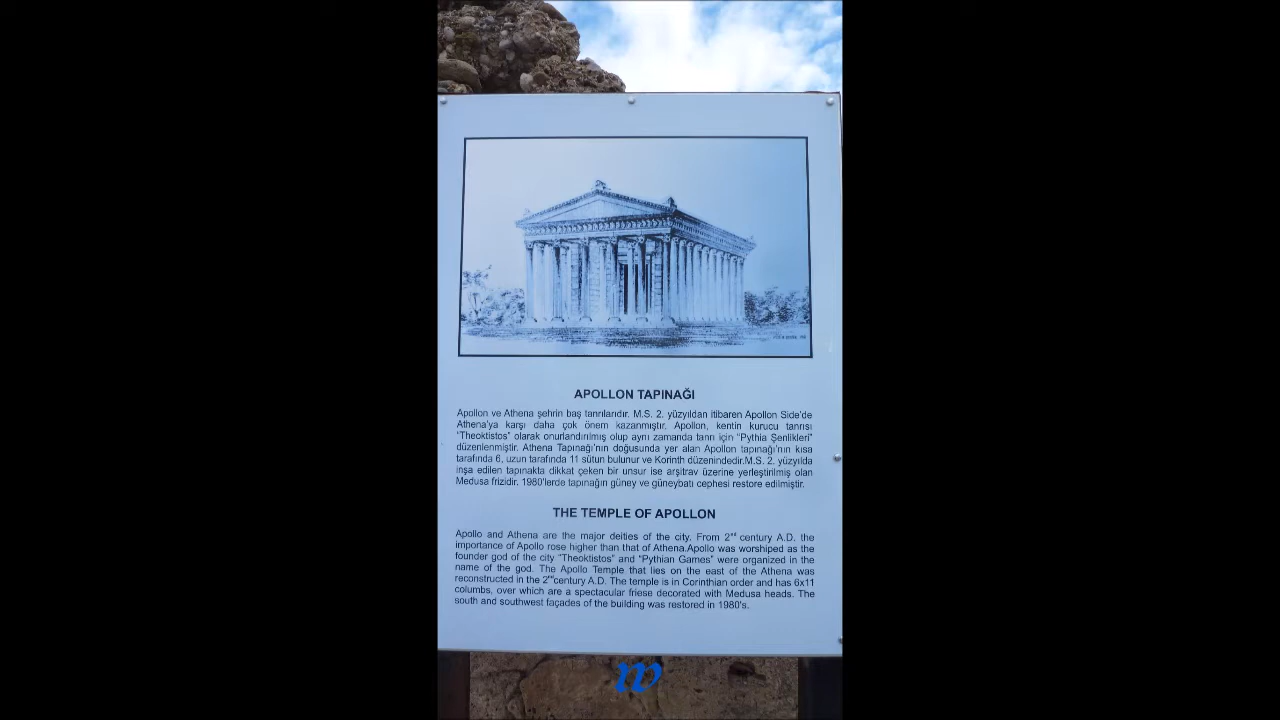 APOLLON TAPINAĞI
Apollon ve Athena şehrin baş tanrılarıdır. M.S. 2. yüzyıldan itibaren Apollon Side'de
Athena'ya karşı daha çok önem kazanmıştır. Apollon, kentin kurucu tanrısı
"Theoktistos" olarak onurlandırılmış olup aynı zamanda tanrı için "Pythia Şenlikleri"
düzenlenmiştir. Athena Tapınağı'nın doğusunda yer alan Apollon tapınağı'nın kısa
tarafında 6, uzun tarafında 11 sütun bulunur ve Korinth düzenindedir.M.S. 2. yüzyılda
inşa edilen tapınakta dikkat çeken bir unsur ise arşitrav üzerine yerleştirilmiş olan
Medusa frizidir. 1980'lerde tapınağın güney ve güneybatı cephesi restore edilmiştir.
THE TEMPLE OF APOLLON
Apollo and Athena are the major deities of the city. From 2nd century A.D. the
importance of Apollo rose higher than that of Athena.Apollo was worshiped as the
founder god of the city "Theoktistos" and "Pythian Games" were organized in the
name of the god. The Apollo Temple that lies on the east of the Athena was
reconstructed in the 2ndcentury A.D. The temple is in Corinthian order and has 6x11
columbs, over which are a spectacular friese decorated with Medusa heads. The
south and southwest façades of the building was restored in 1980's.
w